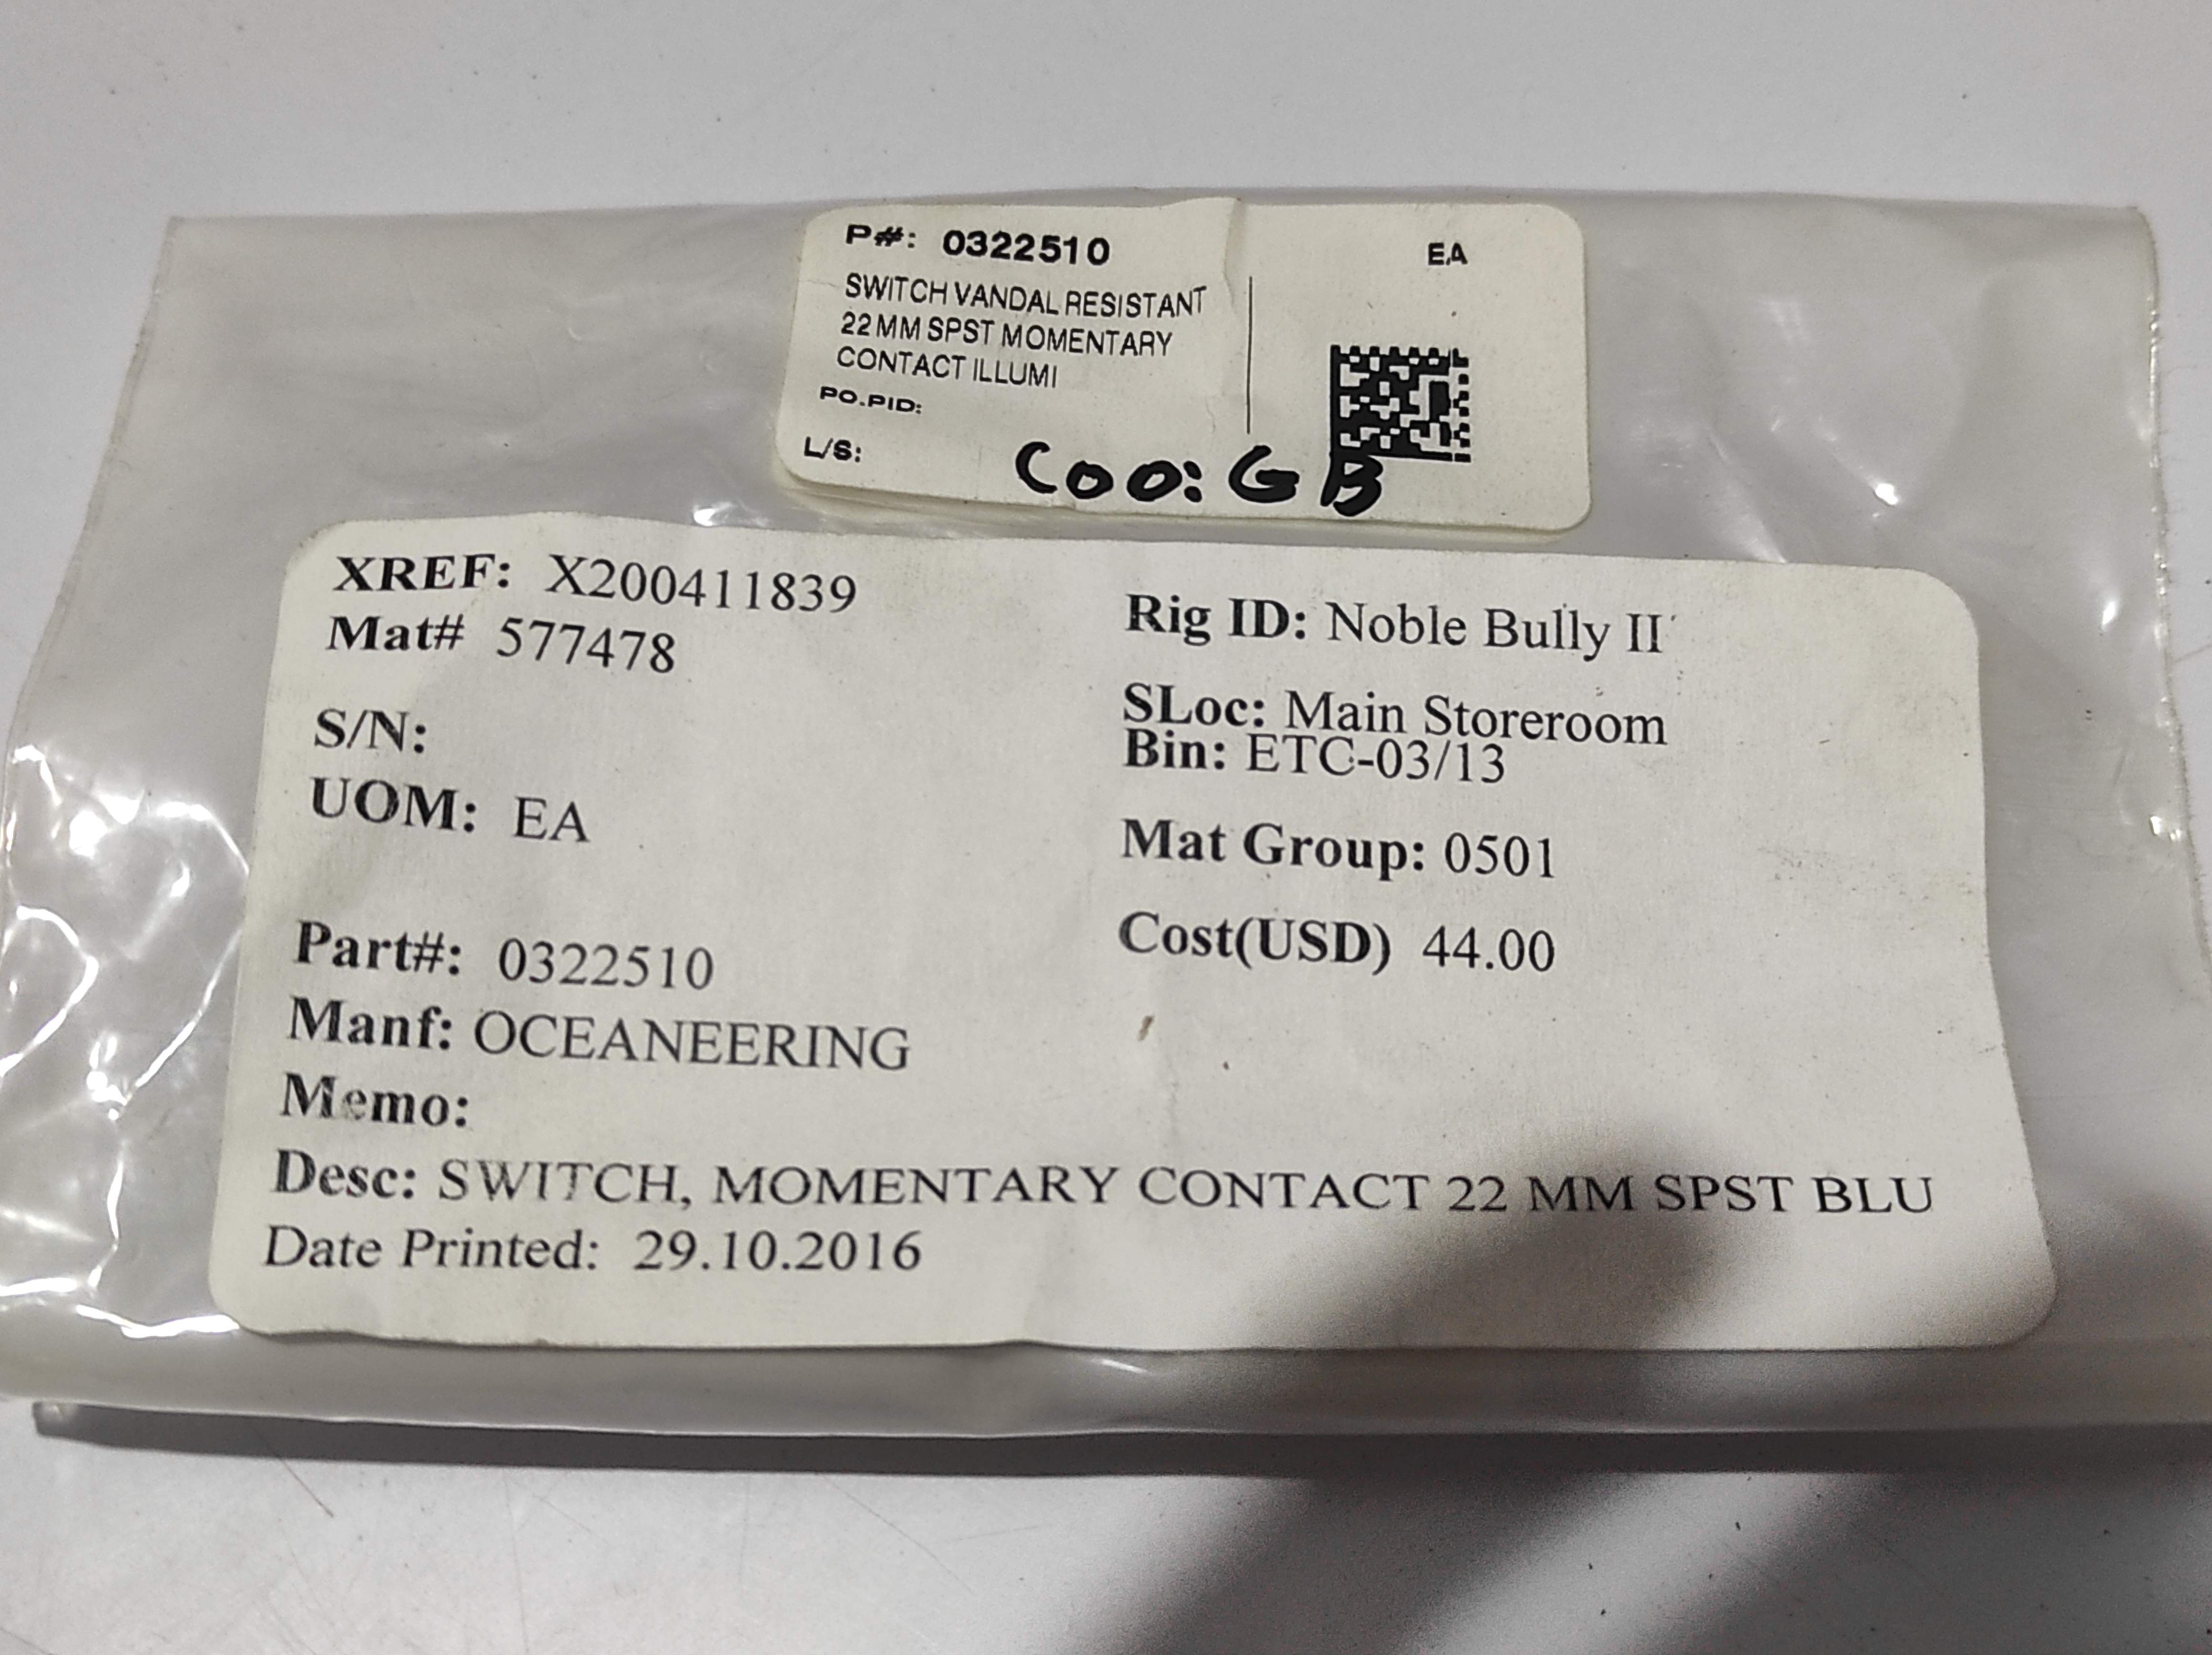 P#: 0322510
EA
SWITCH VANDAL RESISTANT
22 MM SPST MOMENTARY
CONTACT ILLUMI
PO.PID:
L/S:
COO: GB
XREF: X200411839
Mat# 577478
S/N:
UOM: EA
Part#: 0322510
Manf: OCEANEERING
Memo:
Rig ID: Noble Bully II
SLoc: Main Storeroom
Bin: ETC-03/13
Mat Group: 0501
Cost(USD) 44.00
Desc: SWITCH, MOMENTARY CONTACT 22 MM SPST BLU
Date Printed: 29.10.2016